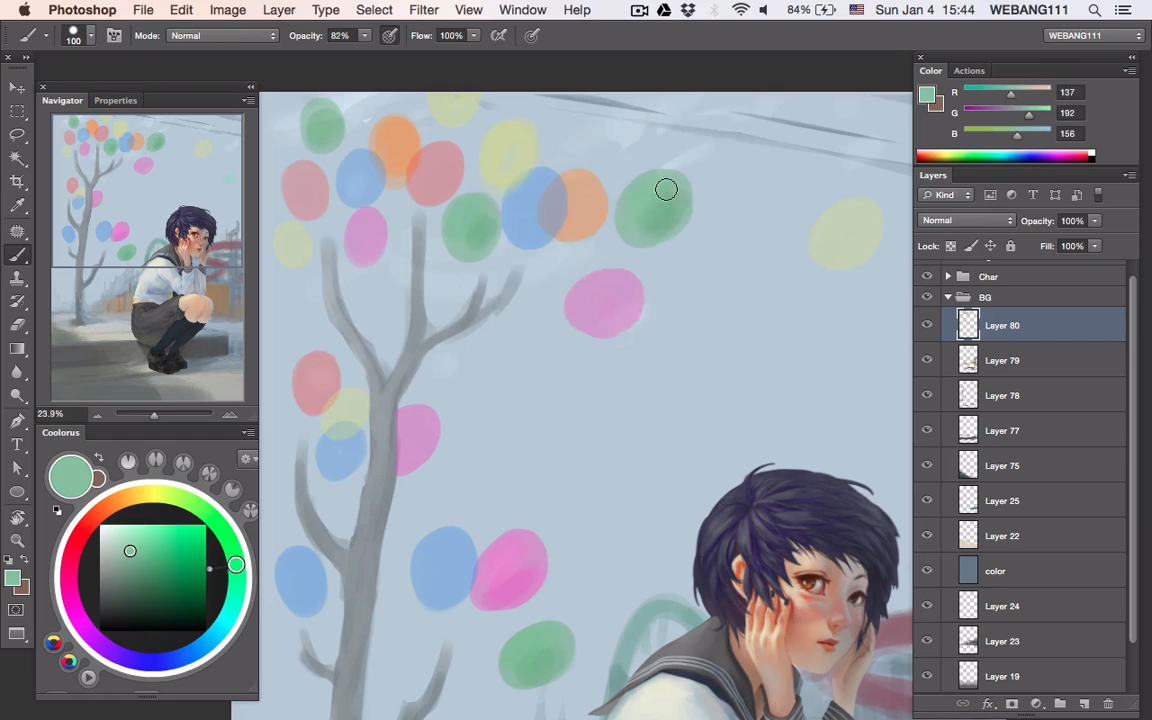 Photoshop File Edit Image Layer Type Select Filter View Window Help 84% Sun Jan 4 15:44 WEBANG111
100 Mode: Normal Opacity: 82% Flow: 100% WEBANG111
Navigator Properties
23.9%
Coolorus
Color Actions
R 137
G 192
B 156
Layers
Kind
Normal Opacity: 100%
Lock: Fill: 100%
Char
BG
Layer 80
Layer 79
Layer 78
Layer 77
Layer 75
Layer 25
Layer 22
color
Layer 24
Layer 23
Layer 19